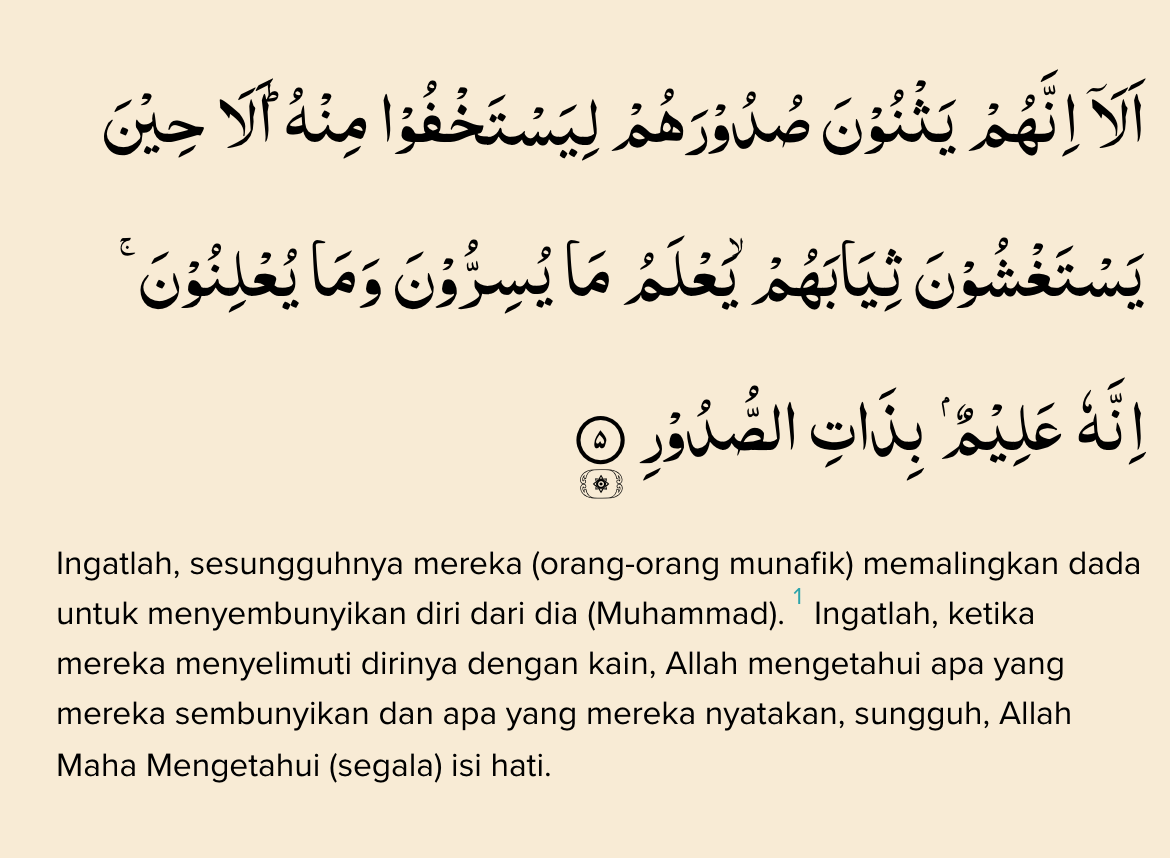 اَلَآ اِنَّهُمْ يَثْنُوْنَ صُدُوْرَهُمْ لِيَسْتَخْفُوْا مِنْهُۗ اَلَا حِيْنَ
يَسْتَغْشُوْنَ ثِيَابَهُمْ ۙيَعْلَمُ مَا يُسِرُّوْنَ وَمَا يُعْلِنُوْنَۚ
اِنَّهٗ عَلِيْمٌ ۢ بِذَاتِ الصُّدُوْرِ ۵
Ingatlah, sesungguhnya mereka (orang-orang munafik) memalingkan dada
untuk menyembunyikan diri dari dia (Muhammad). 1 Ingatlah, ketika
mereka menyelimuti dirinya dengan kain, Allah mengetahui apa yang
mereka sembunyikan dan apa yang mereka nyatakan, sungguh, Allah
Maha Mengetahui (segala) isi hati.